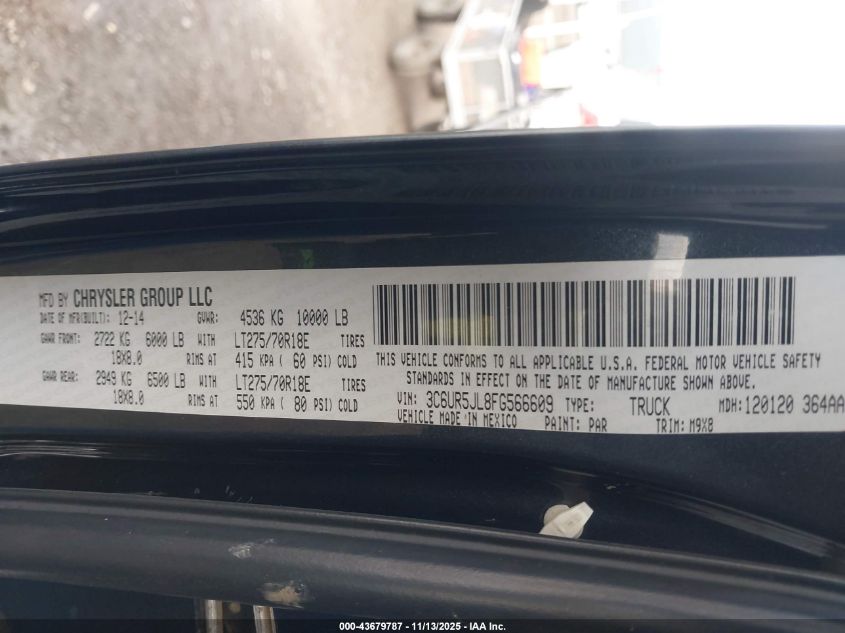 MFD BY CHRYSLER GROUP LLC
DATE OF MFR(BUILT): 12-14 GVWR: 4536 KG 10000 LB
GAWR FRONT: 2722 KG 6000 LB WITH LT275/70R18E TIRES
18X8.0 RIMS AT 415 KPA ( 60 PSI) COLD
GAWR REAR: 2949 KG 6500 LB WITH LT275/70R18E TIRES
18X8.0 RIMS AT 550 KPA ( 80 PSI) COLD
THIS VEHICLE CONFORMS TO ALL APPLICABLE U.S.A. FEDERAL MOTOR VEHICLE SAFETY
STANDARDS IN EFFECT ON THE DATE OF MANUFACTURE SHOWN ABOVE.
VIN: 3C6UR5JL8FG566609 TYPE: TRUCK MDH: 120120 364AA
VEHICLE MADE IN MEXICO PAINT: PAR TRIM: M9X8
000-43679787 - 11/13/2025 - IAA Inc.